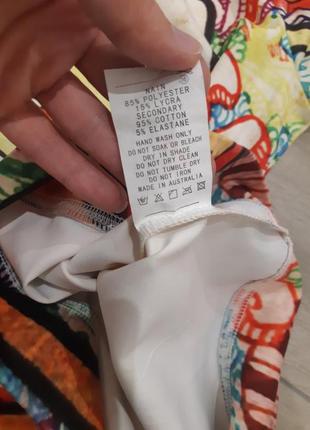 NAIN
85% POLYESTER
15% LYCRA
SECONDARY
95% COTTON
5% ELASTANE
HAND WASH ONLY
DO NOT SOAK OR BLEACH
DRY IN SHADE
DO NOT DRY CLEAN
DO NOT TUMBLE DRY
DO NOT IRON
MADE IN AUSTRALIA